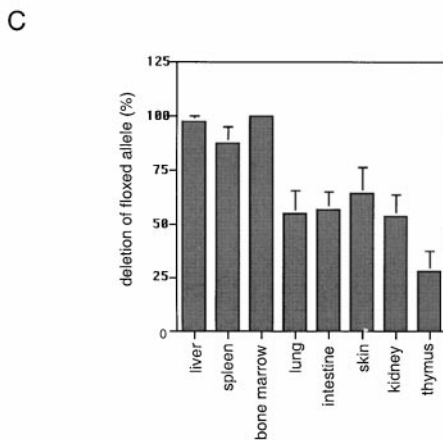 C
deletion of floxed allele (%)
125
100
75
50
25
0
liver
spleen
bone marrow
lung
intestine
skin
kidney
thymus